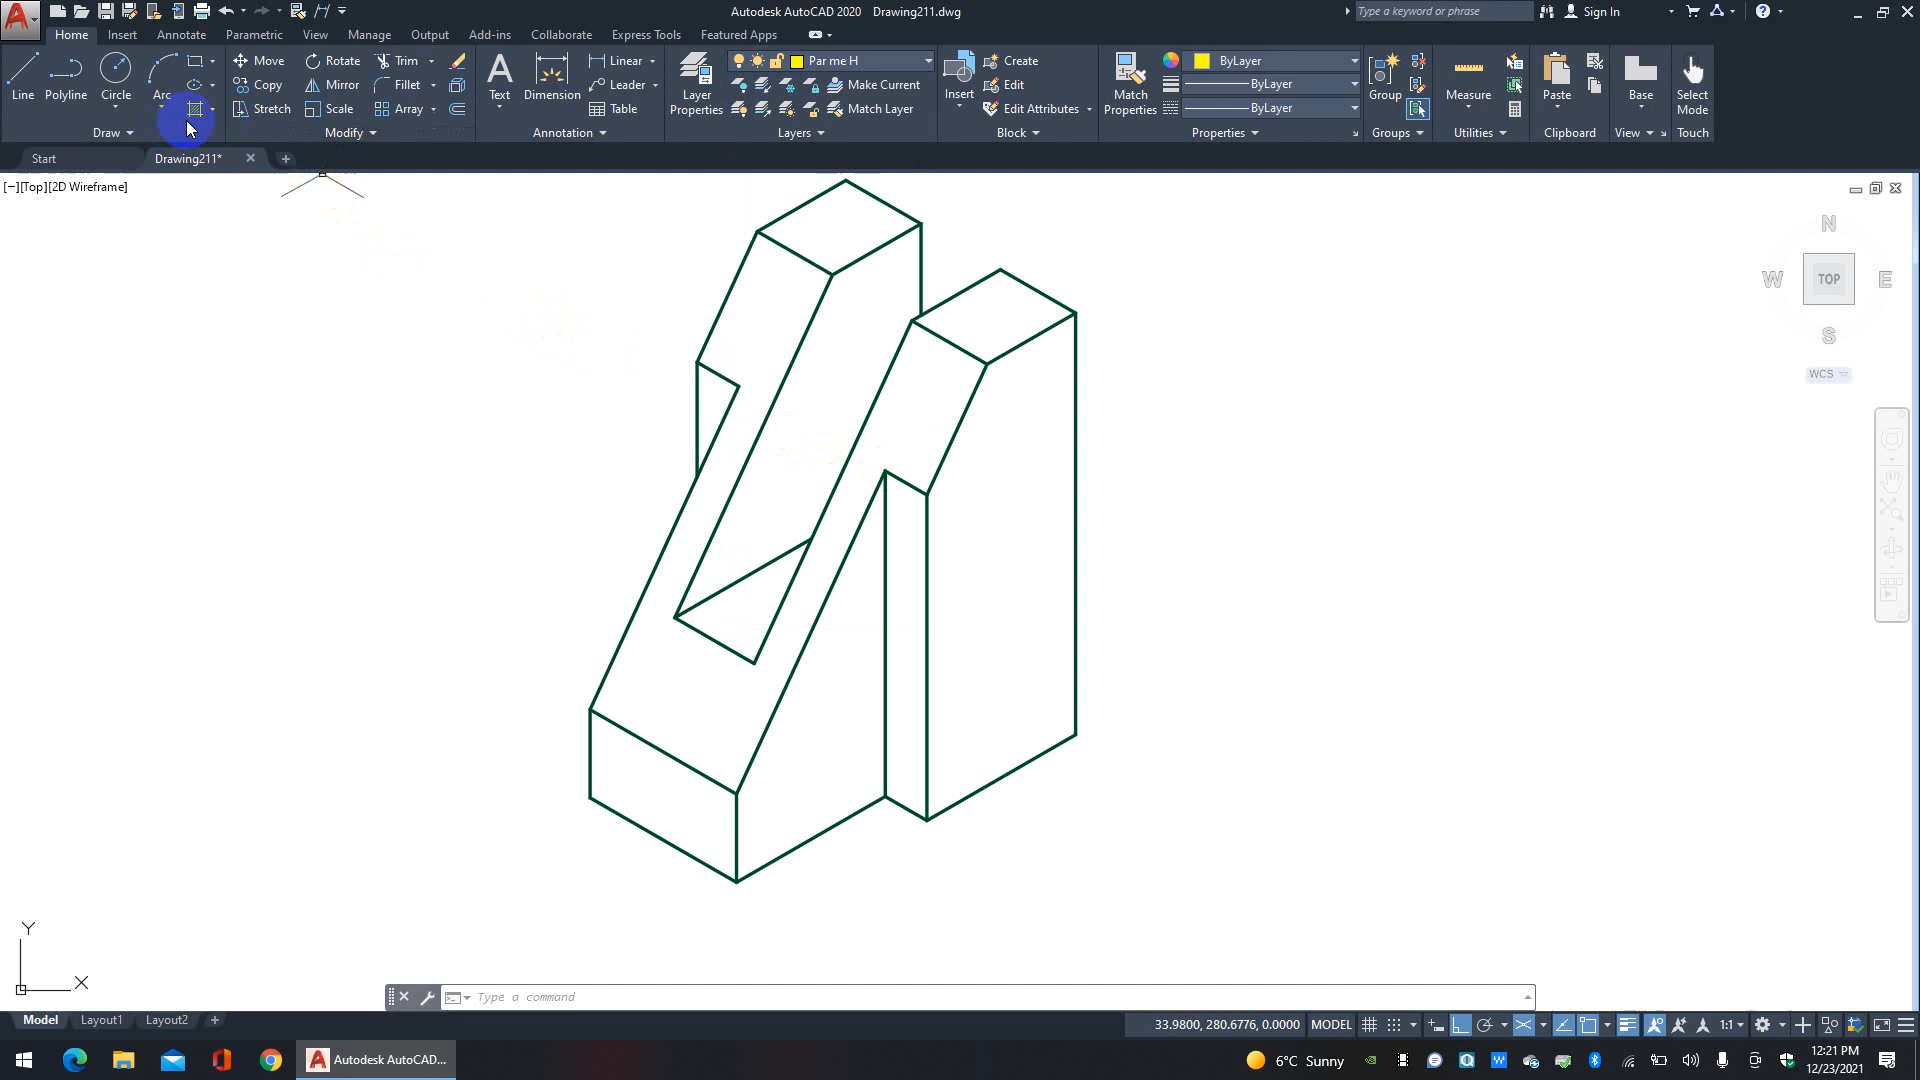 Autodesk AutoCAD 2020 Drawing211.dwg
Type a keyword or phrase
Sign In
Home Insert Annotate Parametric View Manage Output Add-ins Collaborate Express Tools Featured Apps
Line Polyline Circle Arc
Draw
Move Rotate Trim
Copy Mirror Fillet
Stretch Scale Array
Modify
Text Dimension
Linear
Leader
Table
Annotation
Layer Properties
Par me H
Make Current
Match Layer
Layers
Insert
Create
Edit
Edit Attributes
Block
Match Properties
ByLayer
ByLayer
ByLayer
Properties
Group
Groups
Measure
Utilities
Paste
Clipboard
Base
View
Select Mode
Touch
Start Drawing211*
[−][Top][2D Wireframe]
N
W TOP E
S
WCS
Y
X
Type a command
Model Layout1 Layout2
33.9800, 280.6776, 0.0000 MODEL 1:1
Autodesk AutoCAD...
6°C Sunny
12:21 PM
12/23/2021